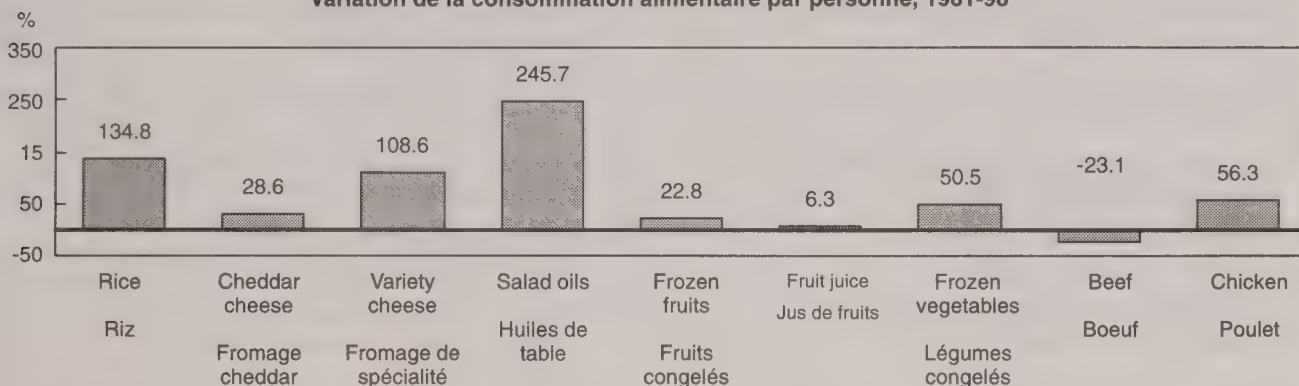 Variation de la consommation alimentaire par personne,
%
350
250
15
50
-50
134.8
28.6
108.6
245.7
22.8
6.3
50.5
-23.1
56.3
Rice
Riz
Cheddar
cheese
Fromage
cheddar
Variety
cheese
Fromage de
spécialité
Salad oils
Huiles de
table
Frozen
fruits
Fruits
congelés
Fruit juice
Jus de fruits
Frozen
vegetables
Légumes
congelés
Beef
Boeuf
Chicken
Poulet